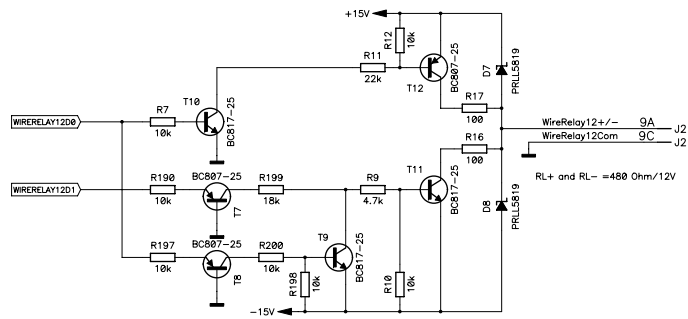 +15V
R12
10k
R11
22k
T12
BC807-25
D7
PRLL5819
R17
100
T10
R7
10k
BC817-25
WIRERELAY12D0
WireRelay12+/-
9A
J2
WireRelay12Com
9C
J2
R16
100
RL+ and RL- =480 Ohm/12V
WIRERELAY12D1
R190
10k
BC807-25
T7
R199
18k
R9
4.7k
T11
BC817-25
D8
PRLL5819
R197
10k
BC807-25
T8
R200
10k
T9
BC817-25
R198
10k
R10
10k
-15V